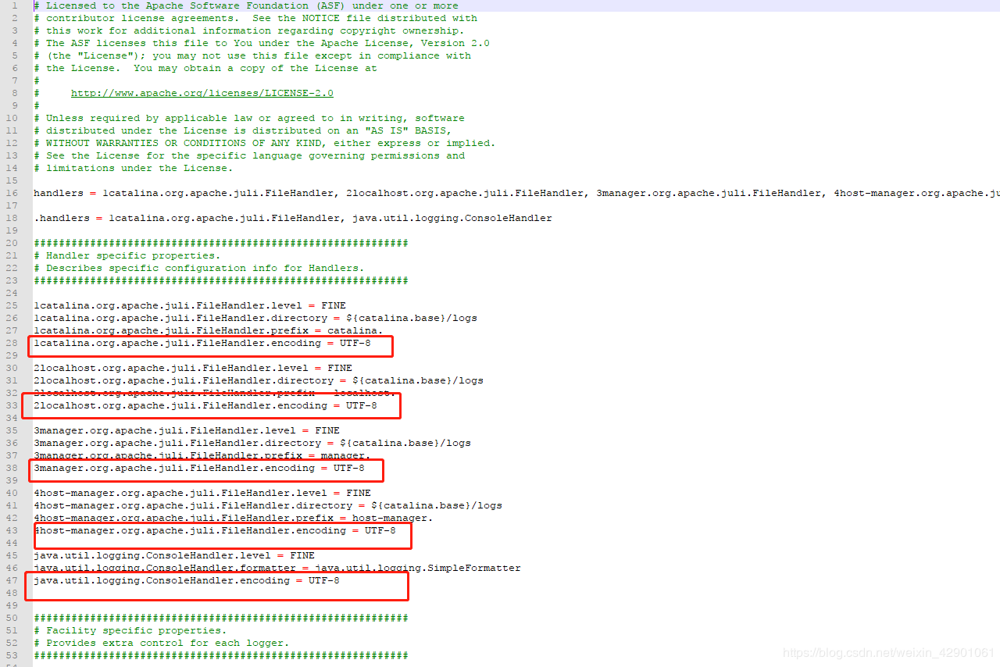 1 # Licensed to the Apache Software Foundation (ASF) under one or more
2 # contributor license agreements.  See the NOTICE file distributed with
3 # this work for additional information regarding copyright ownership.
4 # The ASF licenses this file to You under the Apache License, Version 2.0
5 # (the "License"); you may not use this file except in compliance with
6 # the License.  You may obtain a copy of the License at
7 #
8 #     http://www.apache.org/licenses/LICENSE-2.0
9 #
10 # Unless required by applicable law or agreed to in writing, software
11 # distributed under the License is distributed on an "AS IS" BASIS,
12 # WITHOUT WARRANTIES OR CONDITIONS OF ANY KIND, either express or implied.
13 # See the License for the specific language governing permissions and
14 # limitations under the License.
15
16 handlers = 1catalina.org.apache.juli.FileHandler, 2localhost.org.apache.juli.FileHandler, 3manager.org.apache.juli.FileHandler, 4host-manager.org.apache.ju
17
18 .handlers = 1catalina.org.apache.juli.FileHandler, java.util.logging.ConsoleHandler
19
20 ############################################################
21 # Handler specific properties.
22 # Describes specific configuration info for Handlers.
23 ############################################################
24
25 1catalina.org.apache.juli.FileHandler.level = FINE
26 1catalina.org.apache.juli.FileHandler.directory = ${catalina.base}/logs
27 1catalina.org.apache.juli.FileHandler.prefix = catalina.
28 1catalina.org.apache.juli.FileHandler.encoding = UTF-8
29
30 2localhost.org.apache.juli.FileHandler.level = FINE
31 2localhost.org.apache.juli.FileHandler.directory = ${catalina.base}/logs
32 2localhost.org.apache.juli.FileHandler.prefix = localhost.
33 2localhost.org.apache.juli.FileHandler.encoding = UTF-8
34
35 3manager.org.apache.juli.FileHandler.level = FINE
36 3manager.org.apache.juli.FileHandler.directory = ${catalina.base}/logs
37 3manager.org.apache.juli.FileHandler.prefix = manager.
38 3manager.org.apache.juli.FileHandler.encoding = UTF-8
39
40 4host-manager.org.apache.juli.FileHandler.level = FINE
41 4host-manager.org.apache.juli.FileHandler.directory = ${catalina.base}/logs
42 4host-manager.org.apache.juli.FileHandler.prefix = host-manager.
43 4host-manager.org.apache.juli.FileHandler.encoding = UTF-8
44
45 java.util.logging.ConsoleHandler.level = FINE
46 java.util.logging.ConsoleHandler.formatter = java.util.logging.SimpleFormatter
47 java.util.logging.ConsoleHandler.encoding = UTF-8
48
49
50 ############################################################
51 # Facility specific properties.
52 # Provides extra control for each logger.
53 ############################################################
https://blog.csdn.net/weixin_42901061